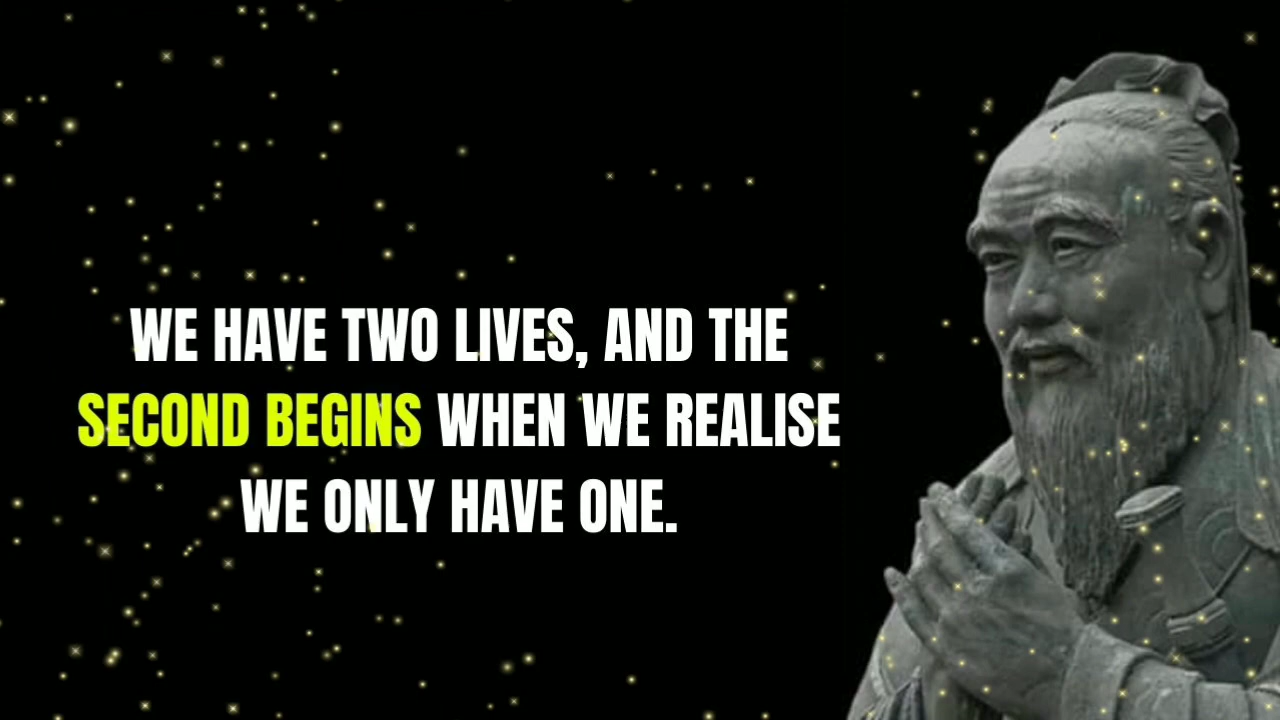 WE HAVE TWO LIVES, AND THE
SECOND BEGINS WHEN WE REALISE
WE ONLY HAVE ONE.